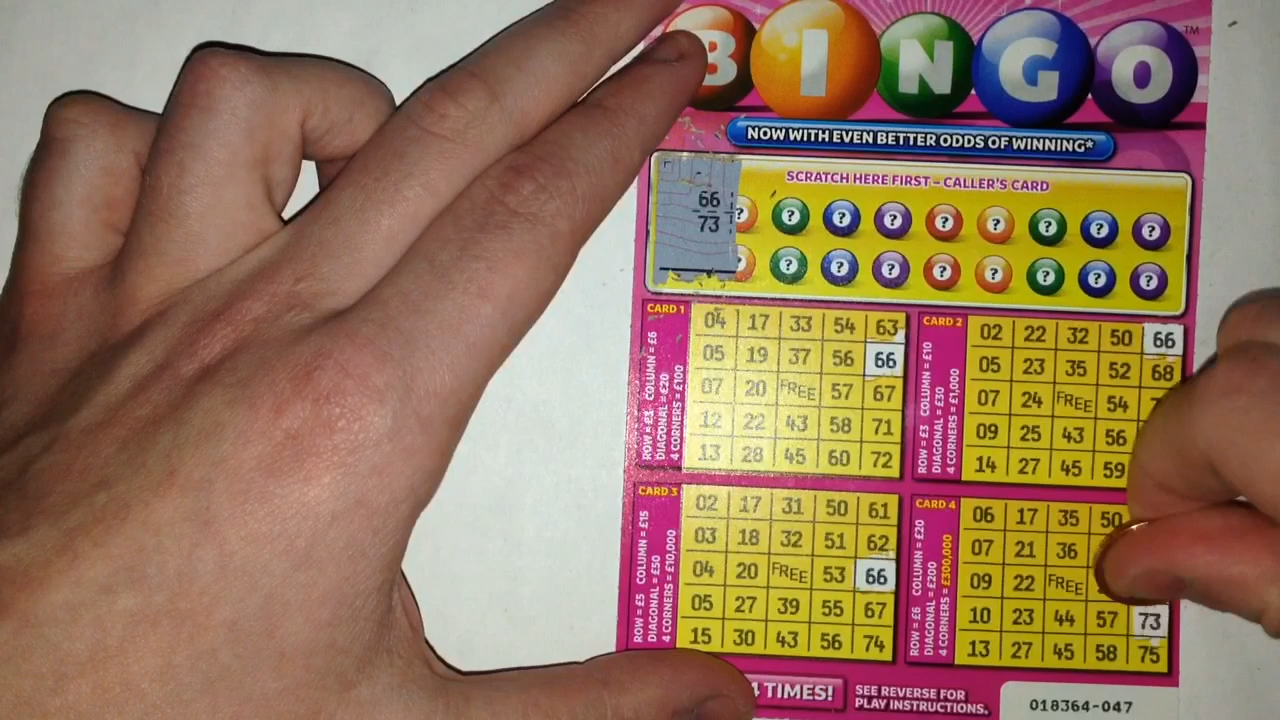 BINGO™
NOW WITH EVEN BETTER ODDS OF WINNING*
SCRATCH HERE FIRST – CALLER'S CARD
66
73
? ? ? ? ? ? ? ? ?
? ? ? ? ? ? ? ? ?
CARD 1
ROW = £3 COLUMN = £6
DIAGONAL = £20
4 CORNERS = £100
04 17 33 54 63
05 19 37 56 66
07 20 FREE 57 67
12 22 43 58 71
13 28 45 60 72
CARD 2
ROW = £3 COLUMN = £10
DIAGONAL = £30
4 CORNERS = £1,000
02 22 32 50 66
05 23 35 52 68
07 24 FREE 54
09 25 43 56
14 27 45 59
CARD 3
ROW = £5 COLUMN = £15
DIAGONAL = £50
4 CORNERS = £10,000
02 17 31 50 61
03 18 32 51 62
04 20 FREE 53 66
05 27 39 55 67
15 30 43 56 74
CARD 4
ROW = £6 COLUMN = £20
DIAGONAL = £200
4 CORNERS = £300,000
06 17 35 50
07 21 36
09 22 FREE
10 23 44 57 73
13 27 45 58 75
4 TIMES!
SEE REVERSE FOR
PLAY INSTRUCTIONS.
018364-047